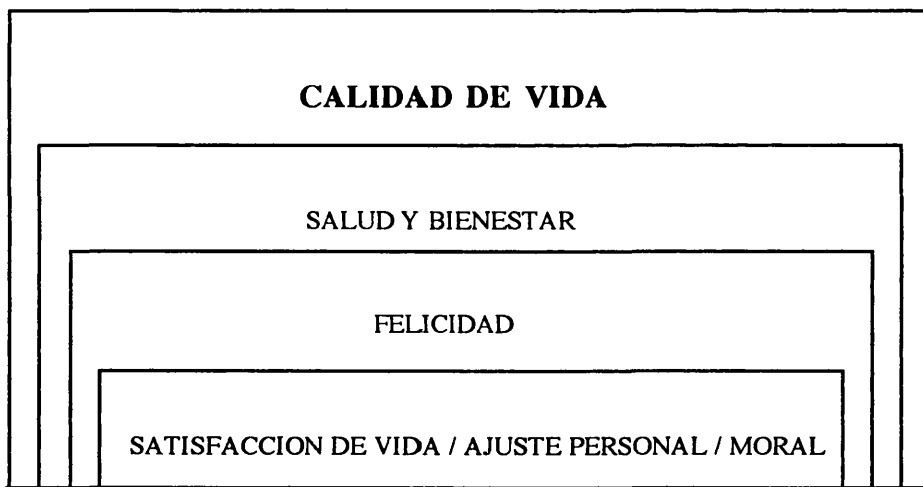 CALIDAD DE VIDA
SALUD Y BIENESTAR
FELICIDAD
SATISFACCION DE VIDA / AJUSTE PERSONAL / MORAL